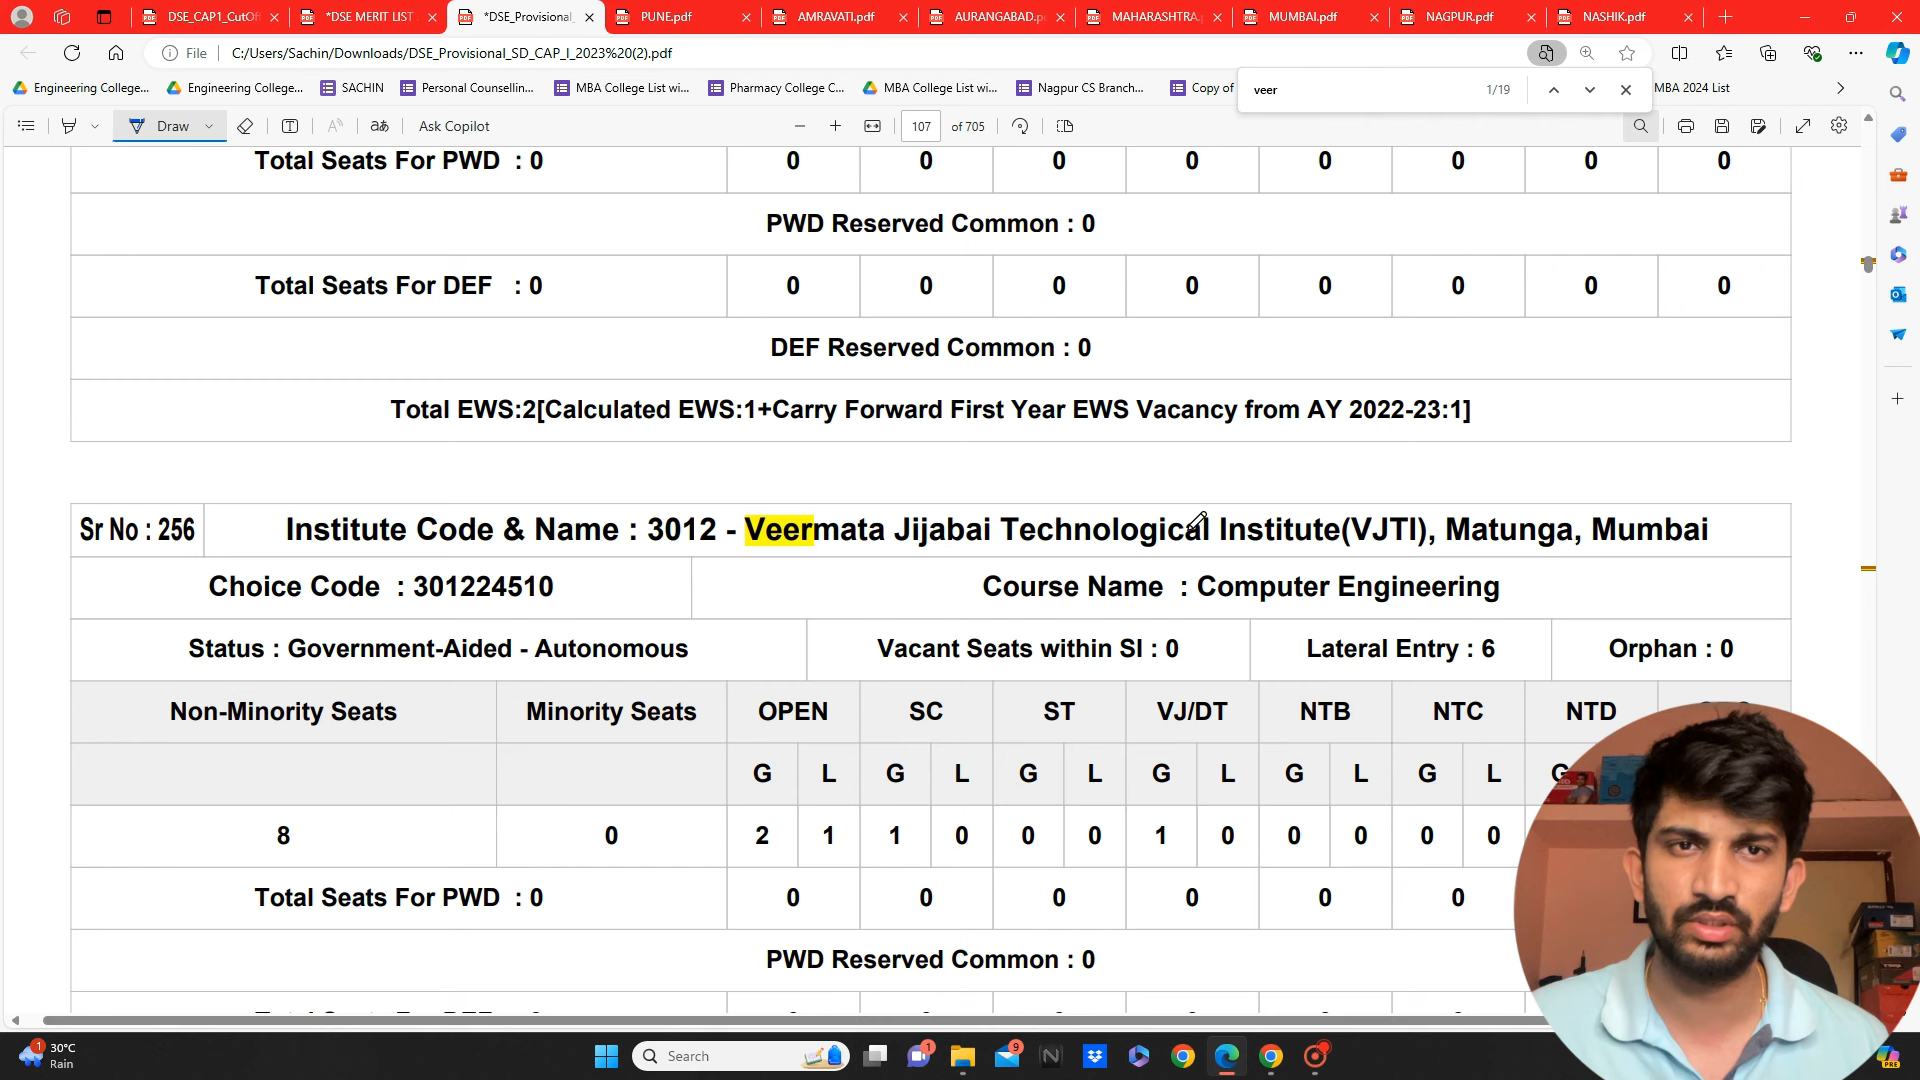 DSE_CAP1_CutOf
*DSE MERIT LIST
*DSE_Provisional_
PUNE.pdf
AMRAVATI.pdf
AURANGABAD.p
MAHARASHTRA.
MUMBAI.pdf
NAGPUR.pdf
NASHIK.pdf
File
C:/Users/Sachin/Downloads/DSE_Provisional_SD_CAP_I_2023%20(2).pdf
Engineering College...
Engineering College...
SACHIN
Personal Counsellin...
MBA College List wi...
Pharmacy College C...
MBA College List wi...
Nagpur CS Branch...
Copy of
MBA 2024 List
veer
1/19
Draw
Ask Copilot
107
of 705
Total Seats For PWD : 0
0 0 0 0 0 0 0 0
PWD Reserved Common : 0
Total Seats For DEF : 0
0 0 0 0 0 0 0 0
DEF Reserved Common : 0
Total EWS:2[Calculated EWS:1+Carry Forward First Year EWS Vacancy from AY 2022-23:1]
Sr No : 256
Institute Code & Name : 3012 - Veermata Jijabai Technological Institute(VJTI), Matunga, Mumbai
Choice Code : 301224510
Course Name : Computer Engineering
Status : Government-Aided - Autonomous
Vacant Seats within SI : 0
Lateral Entry : 6
Orphan : 0
Non-Minority Seats Minority Seats OPEN SC ST VJ/DT NTB NTC NTD
G L G L G L G L G L G L G
8 0 2 1 1 0 0 0 1 0 0 0 0 0
Total Seats For PWD : 0
0 0 0 0 0 0
PWD Reserved Common : 0
30°C
Rain
Search